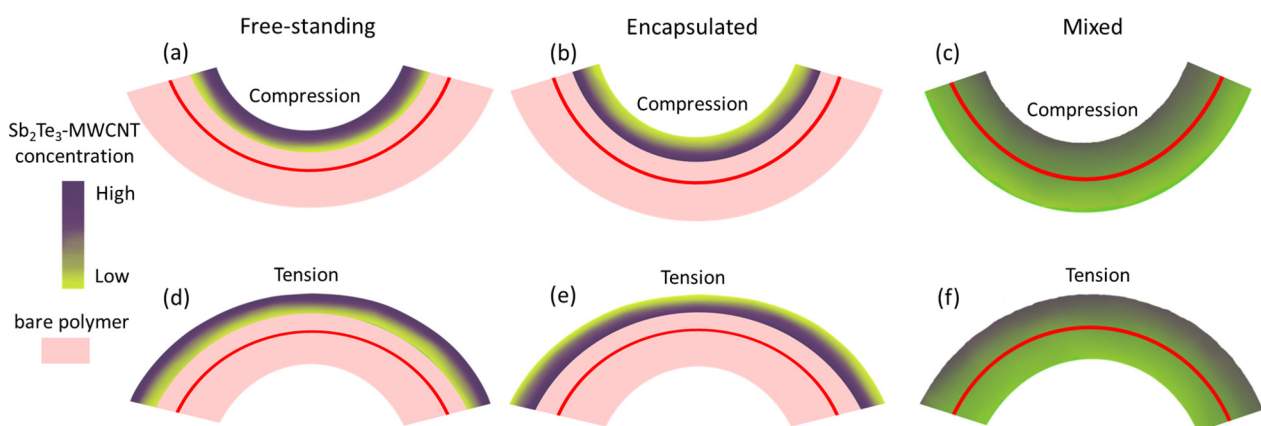 Free-standing
Encapsulated
Mixed
(a)
(b)
(c)
Compression
Compression
Compression
Sb₂Te₃-MWCNT
concentration
High
Low
bare polymer
Tension
Tension
Tension
(d)
(e)
(f)